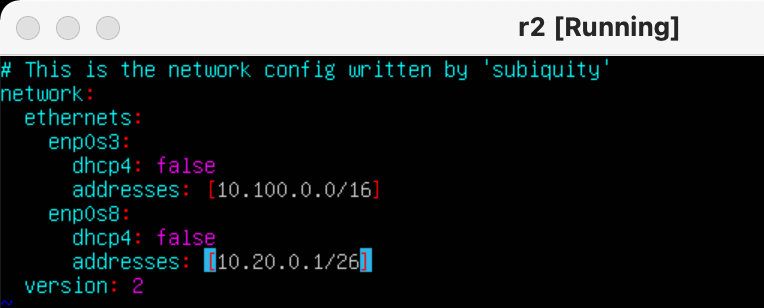 r2 [Running]
# This is the network config written by 'subiquity'
network:
  ethernets:
    enp0s3:
      dhcp4: false
      addresses: [10.100.0.0/16]
    enp0s8:
      dhcp4: false
      addresses: [10.20.0.1/26]
  version: 2
~